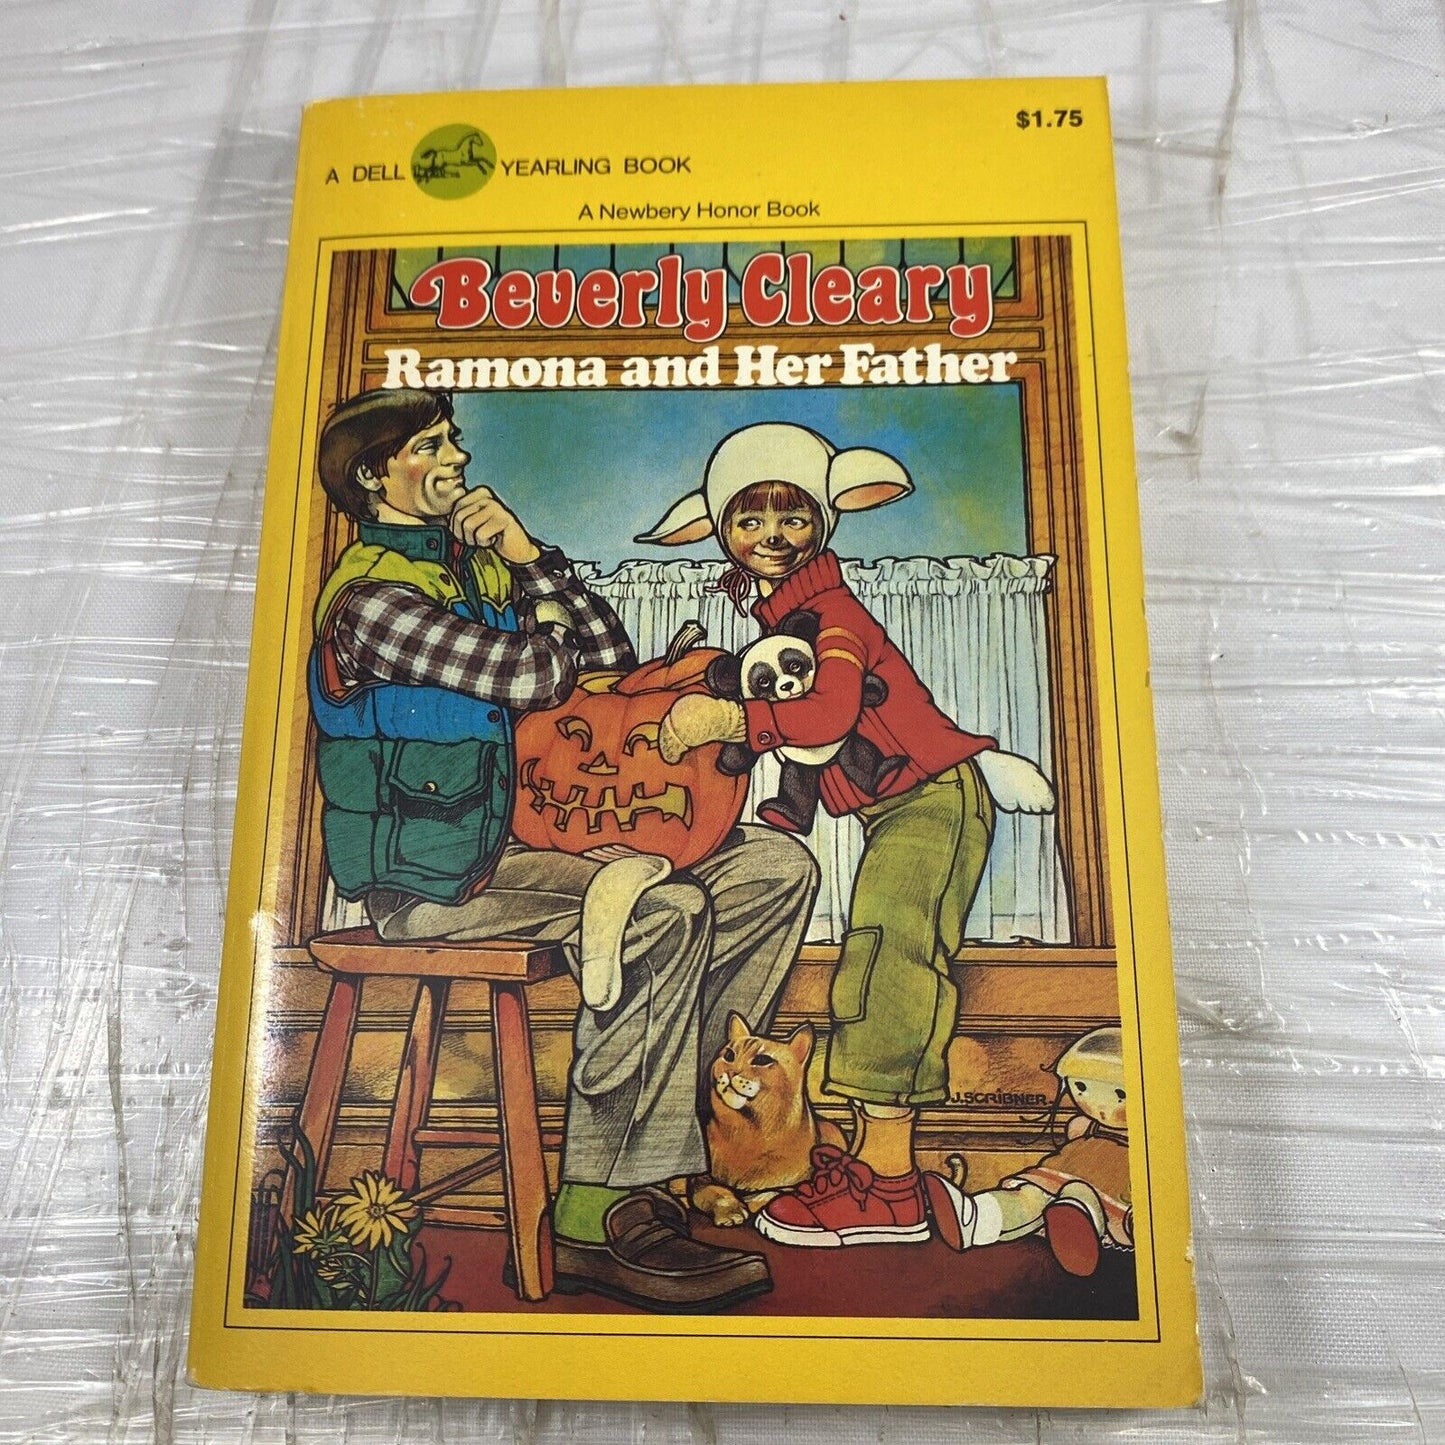 $1.75
A DELL YEARLING BOOK
A Newbery Honor Book
Beverly Cleary
Ramona and Her Father
J. SCRIBNER